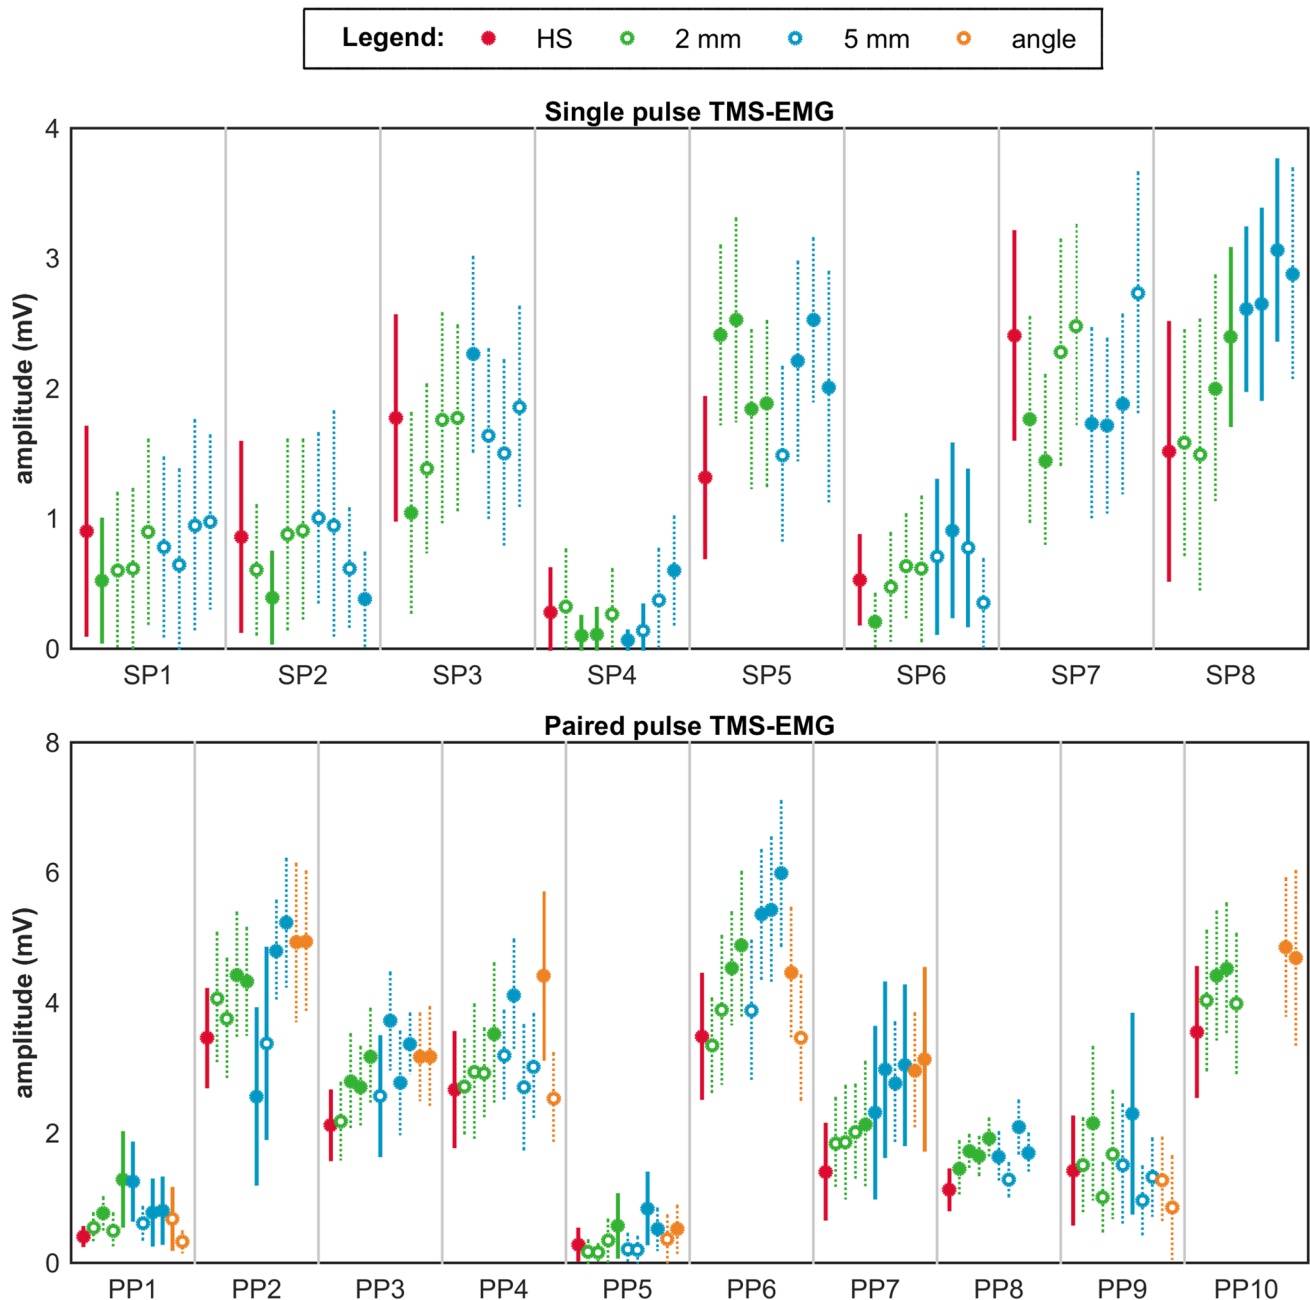 Legend: HS 2 mm 5 mm angle
Single pulse TMS-EMG
amplitude (mV)
4
3
2
1
0
SP1 SP2 SP3 SP4 SP5 SP6 SP7 SP8
Paired pulse TMS-EMG
amplitude (mV)
8
6
4
2
0
PP1 PP2 PP3 PP4 PP5 PP6 PP7 PP8 PP9 PP10